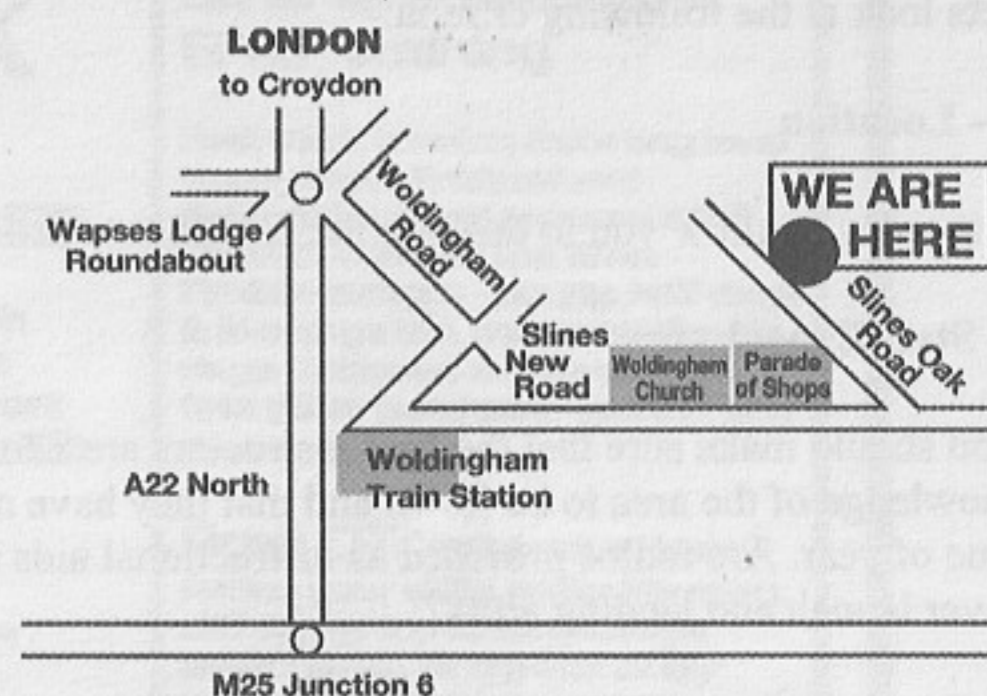 LONDON
to Croydon
Woldingham
Road
WE ARE
HERE
Wapses Lodge
Roundabout
Slines Oak
Road
Slines
New
Road
Woldingham
Church
Parade
of Shops
Woldingham
Train Station
A22 North
M25 Junction 6